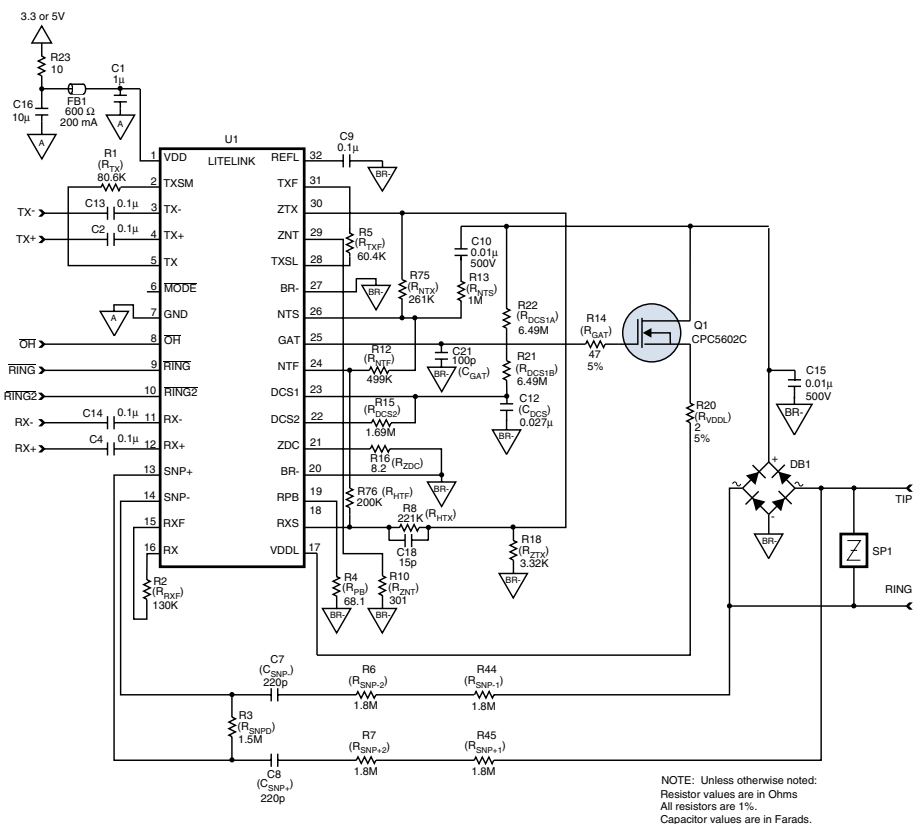 3.3 or 5V
R23
10
C1
1μ
C16
10μ
FB1
600 Ω
200 mA
A
A
U1
LITELINK
R1
(RTX)
80.6K
TX-
C13
0.1μ
TX+
C2
0.1μ
A
OH
RING
RING2
RX-
C14
0.1μ
RX+
C4
0.1μ
1 VDD
2 TXSM
3 TX-
4 TX+
5 TX
6 MODE
7 GND
8 OH
9 RING
10 RING2
11 RX-
12 RX+
13 SNP+
14 SNP-
15 RXF
16 RX
REFL 32
TXF 31
ZTX 30
ZNT 29
TXSL 28
BR- 27
NTS 26
GAT 25
NTF 24
DCS1 23
DCS2 22
ZDC 21
BR- 20
RPB 19
18
RXS
VDDL 17
R2
(RRXF)
130K
C9
0.1μ
BR-
R5
(RTXF)
60.4K
BR-
R75
(RNTX)
261K
C10
0.01μ
500V
R13
(RNTS)
1M
R22
(RDCS1A)
6.49M
R21
(RDCS1B)
6.49M
R14
(RGAT)
47
5%
Q1
CPC5602C
R12
(RNTF)
499K
C21
100p
(CGAT)
BR-
R15
(RDCS2)
1.69M
C12
(CDCS)
0.027μ
BR-
R16 (RZDC)
8.2
BR-
R76 (RHTF)
200K
R8 (RHTX)
221K
C18
15p
R18
(RZTX)
3.32K
BR-
R4
(RPB)
68.1
BR-
R10
(RZNT)
301
BR-
R20
(RVDDL)
2
5%
C15
0.01μ
500V
BR-
DB1
+
~
~
-
BR-
TIP
SP1
RING
C7
(CSNP-)
220p
R6
(RSNP-2)
1.8M
R44
(RSNP-1)
1.8M
R3
(RSNPD)
1.5M
R7
(RSNP+2)
1.8M
R45
(RSNP+1)
1.8M
C8
(CSNP+)
220p
NOTE: Unless otherwise noted:
Resistor values are in Ohms
All resistors are 1%.
Capacitor values are in Farads.